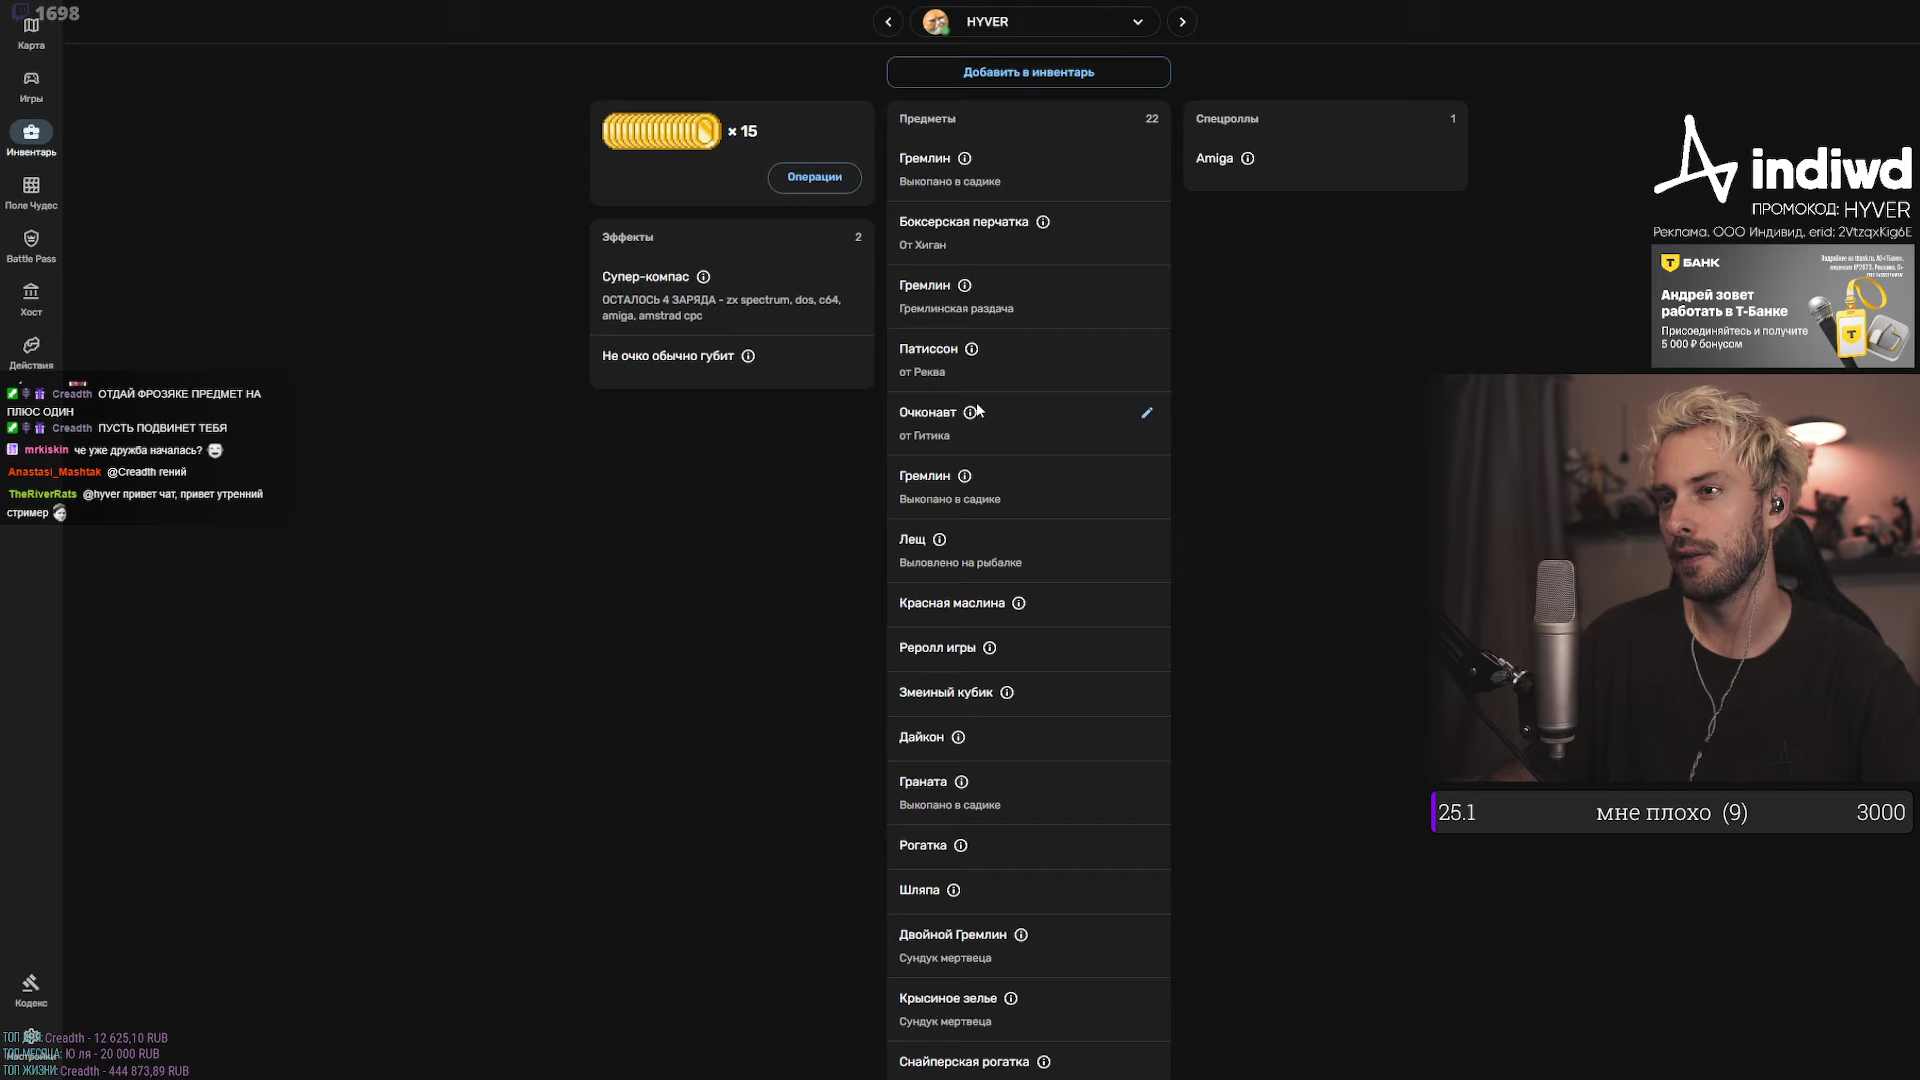 1698
Карта
Игры
Инвентарь
Поле Чудес
Battle Pass
Хост
Действия
Creadth ОТДАЙ ФРОЗЯКЕ ПРЕДМЕТ НА
ПЛЮС ОДИН
Creadth ПУСТЬ ПОДВИНЕТ ТЕБЯ
mrkiskin че уже дружба началась?
Anastasi_Mashtak @Creadth гений
TheRiverRats @hyver привет чат, привет утренний
стример
Кодекс
Настройки
ТОП ДНЯ: Creadth - 12 625,10 RUB
ТОП МЕСЯЦА: Ю ля - 20 000 RUB
ТОП ЖИЗНИ: Creadth - 444 873,89 RUB
HYVER
Добавить в инвентарь
× 15
Операции
Эффекты 2
Супер-компас
ОСТАЛОСЬ 4 ЗАРЯДА - zx spectrum, dos, c64,
amiga, amstrad cpc
Не очко обычно губит
Предметы 22
Гремлин
Выкопано в садике
Боксерская перчатка
От Хиган
Гремлин
Гремлинская раздача
Патиссон
от Реква
Очконавт
от Гитика
Гремлин
Выкопано в садике
Лещ
Выловлено на рыбалке
Красная маслина
Реролл игры
Змеиный кубик
Дайкон
Граната
Выкопано в садике
Рогатка
Шляпа
Двойной Гремлин
Сундук мертвеца
Крысиное зелье
Сундук мертвеца
Снайперская рогатка
Спецроллы 1
Amiga
indiwd
ПРОМОКОД: HYVER
Реклама. ООО Индивид. erid: 2VtzqxKig6E
Т БАНК
Андрей зовет
работать в Т-Банке
Присоединяйтесь и получите
5 000 ₽ бонусом
25.1 мне плохо (9) 3000